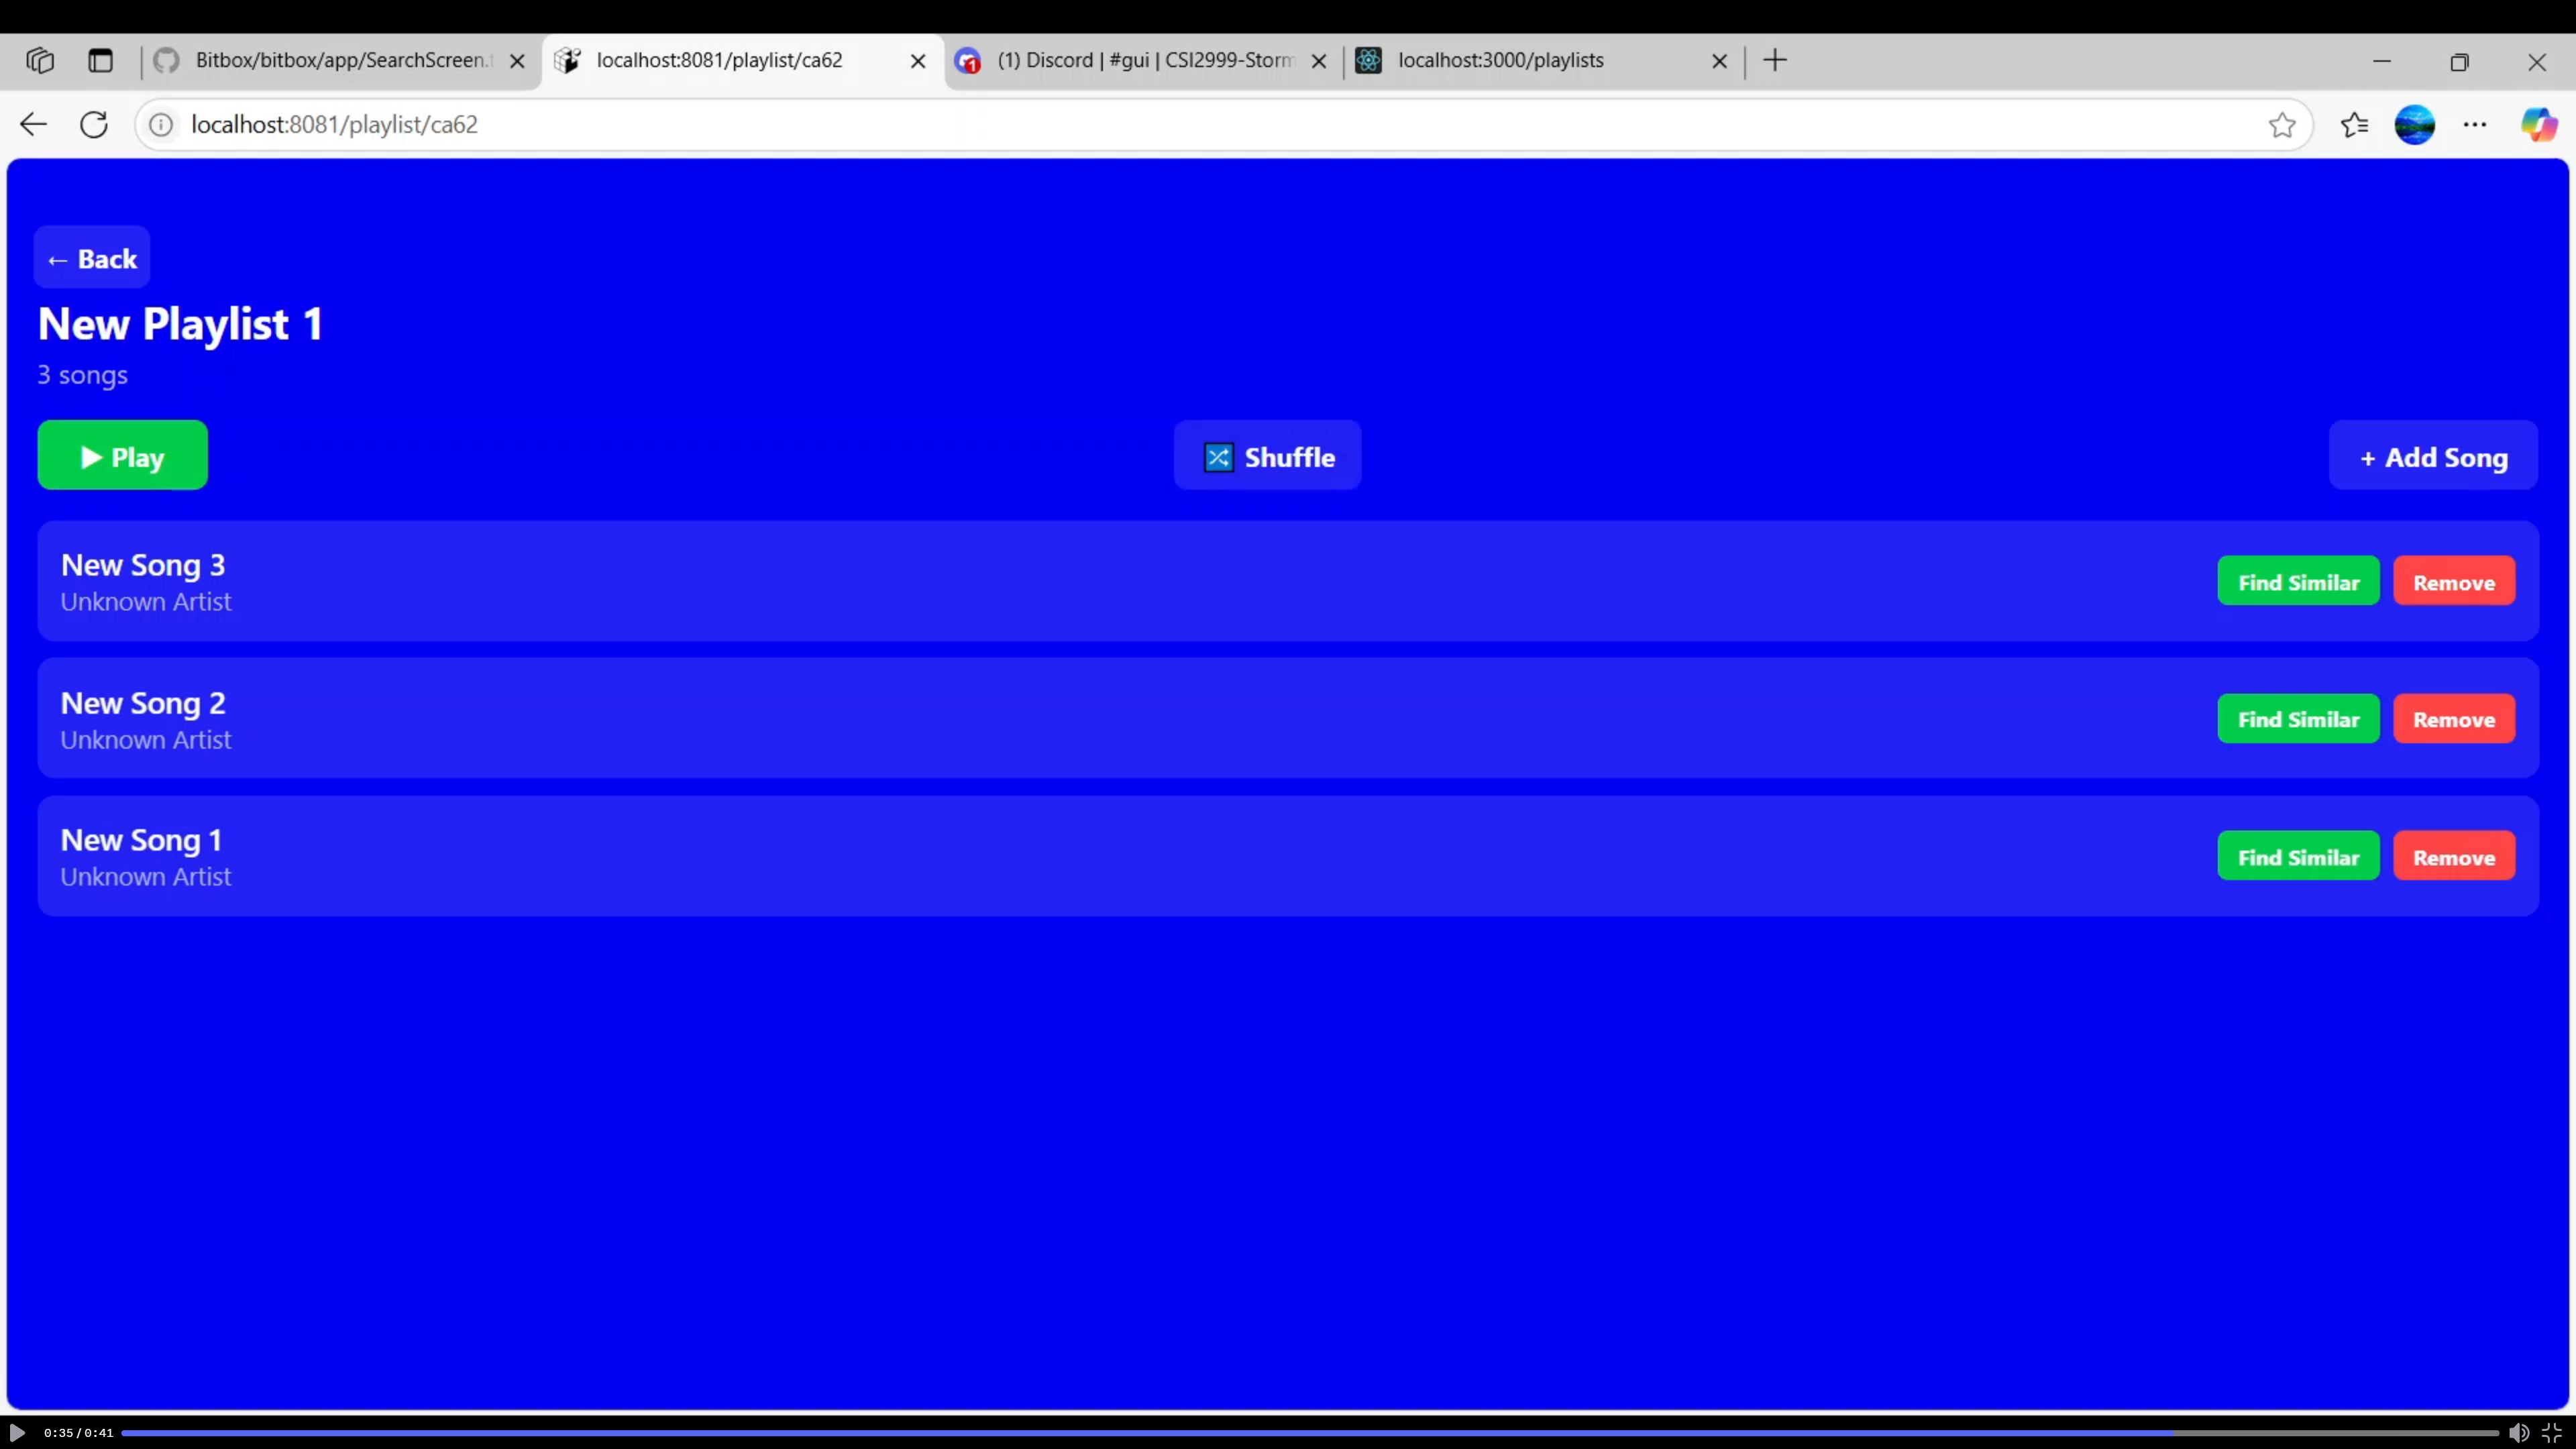 Bitbox/bitbox/app/SearchScreen.
localhost:8081/playlist/ca62
(1) Discord | #gui | CSI2999-Storm
localhost:3000/playlists
localhost:8081/playlist/ca62
← Back
New Playlist 1
3 songs
▶ Play
🔀 Shuffle
+ Add Song
New Song 3
Unknown Artist
Find Similar
Remove
New Song 2
Unknown Artist
Find Similar
Remove
New Song 1
Unknown Artist
Find Similar
Remove
0:35 / 0:41